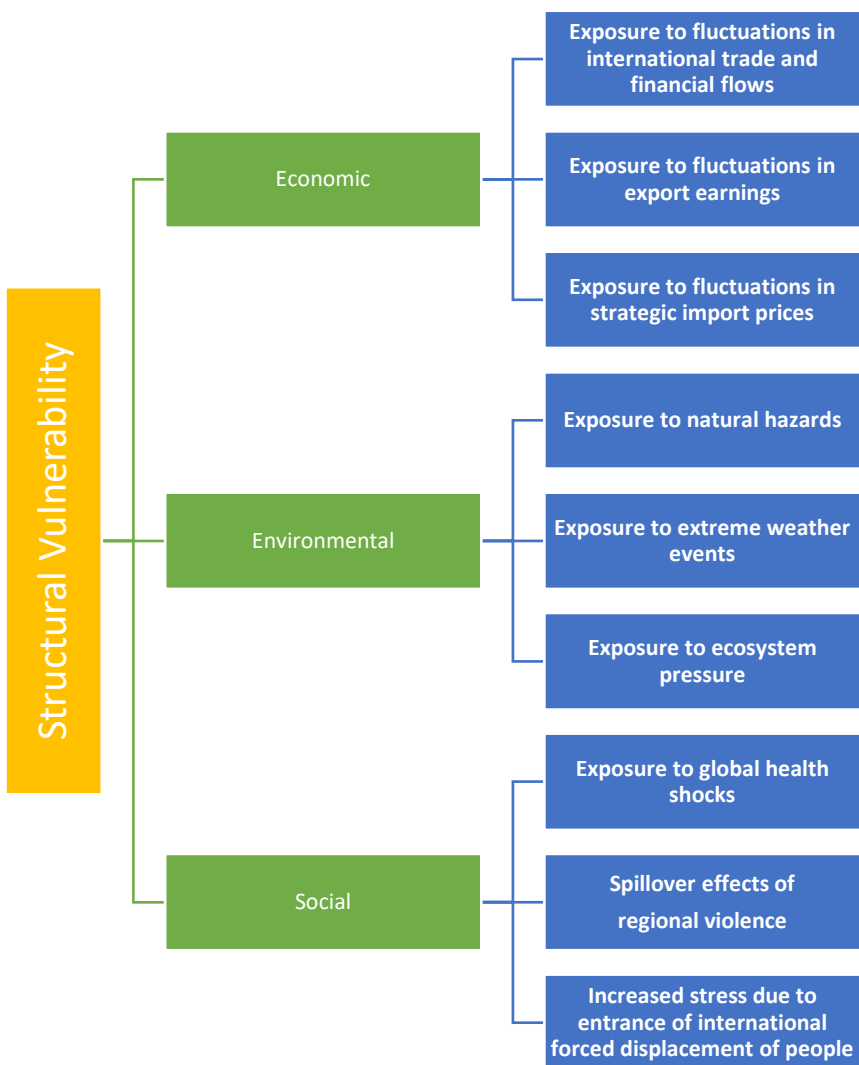 Structural Vulnerability
Economic
Exposure to fluctuations in
international trade and
financial flows
Exposure to fluctuations in
export earnings
Exposure to fluctuations in
strategic import prices
Environmental
Exposure to natural hazards
Exposure to extreme weather
events
Exposure to ecosystem
pressure
Social
Exposure to global health
shocks
Spillover effects of
regional violence
Increased stress due to
entrance of international
forced displacement of people